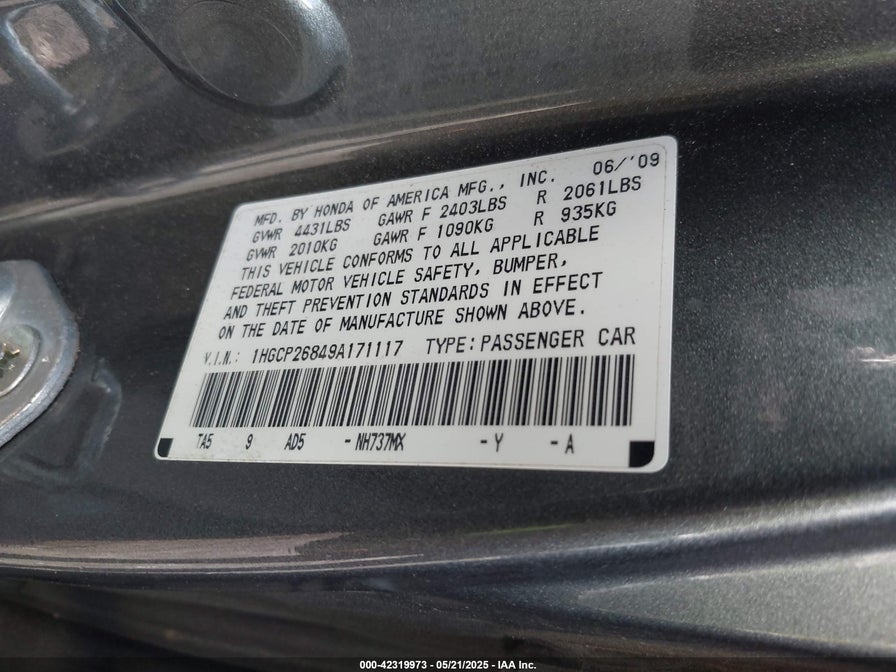 06/'09
MFD. BY HONDA OF AMERICA MFG., INC.
GVWR 4431LBS GAWR F 2403LBS R 2061LBS
GVWR 2010KG GAWR F 1090KG R 935KG
THIS VEHICLE CONFORMS TO ALL APPLICABLE
FEDERAL MOTOR VEHICLE SAFETY, BUMPER,
AND THEFT PREVENTION STANDARDS IN EFFECT
ON THE DATE OF MANUFACTURE SHOWN ABOVE.
V.I.N.: 1HGCP26849A171117 TYPE: PASSENGER CAR
TA5 9 AD5 -NH737MX -Y -A
000-42319973 | 05/21/2025 | IAA Inc.